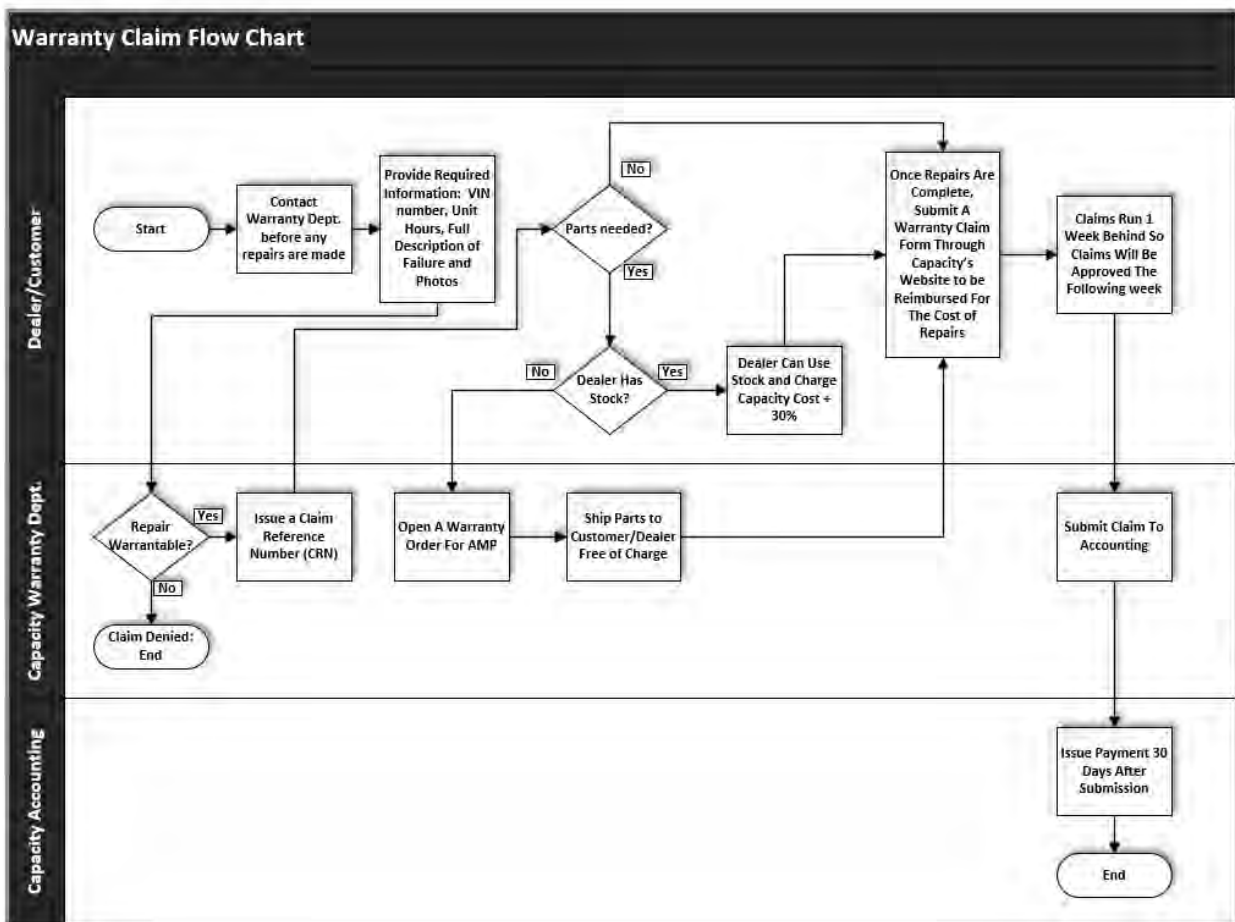 Warranty Claim Flow Chart
Dealer/Customer
Start
Contact
Warranty Dept.
before any
repairs are made
Provide Required
Information: VIN
number, Unit
Hours, Full
Description of
Failure and
Photos
No
Parts needed?
Yes
No
Dealer Has
Stock?
Yes
Dealer Can Use
Stock and Charge
Capacity Cost +
30%
Once Repairs Are
Complete,
Submit A
Warranty Claim
Form Through
Capacity's
Website to be
Reimbursed For
The Cost of
Repairs
Claims Run 1
Week Behind So
Claims Will Be
Approved The
Following week
Capacity Warranty Dept.
Repair
Warrantable?
Yes
No
Claim Denied:
End
Issue a Claim
Reference
Number (CRN)
Open A Warranty
Order For AMP
Ship Parts to
Customer/Dealer
Free of Charge
Submit Claim To
Accounting
Capacity Accounting
Issue Payment 30
Days After
Submission
End